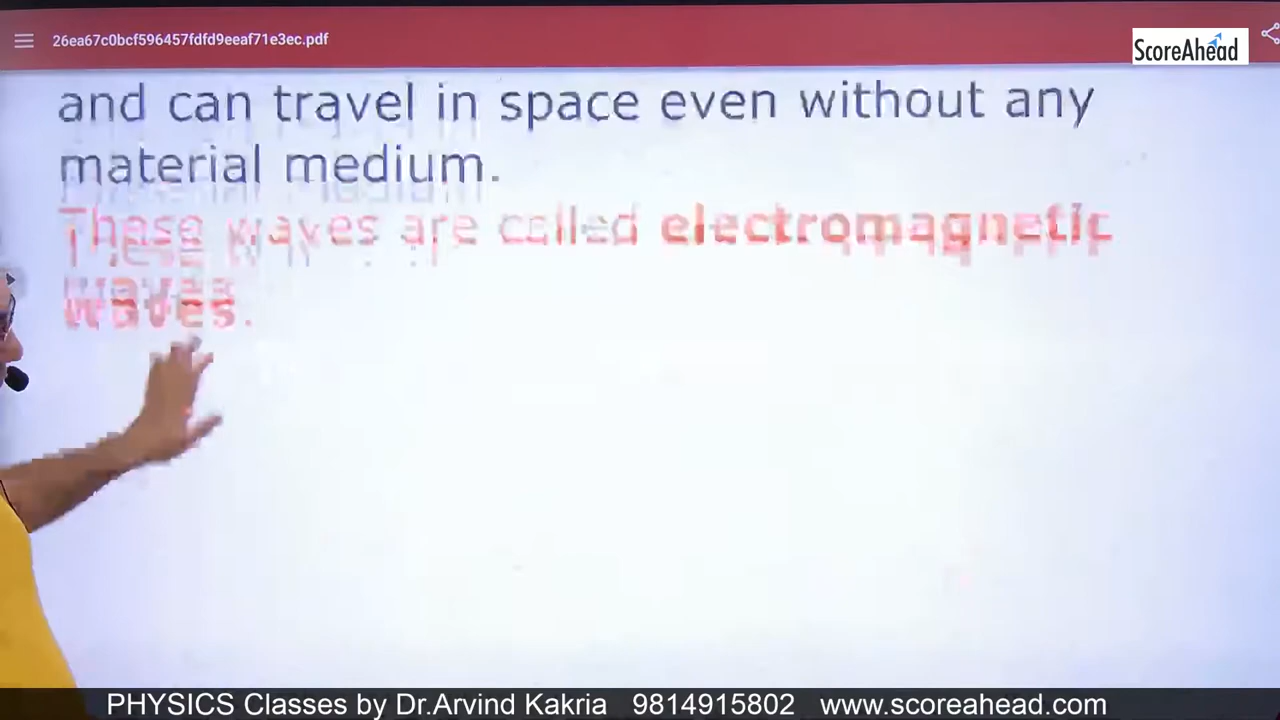 26ea67c0bcf596457fdfd9eeaf71e3ec.pdf
ScoreAhead
and can travel in space even without any
material medium.
These waves are called electromagnetic
waves.
PHYSICS Classes by Dr.Arvind Kakria 9814915802 www.scoreahead.com